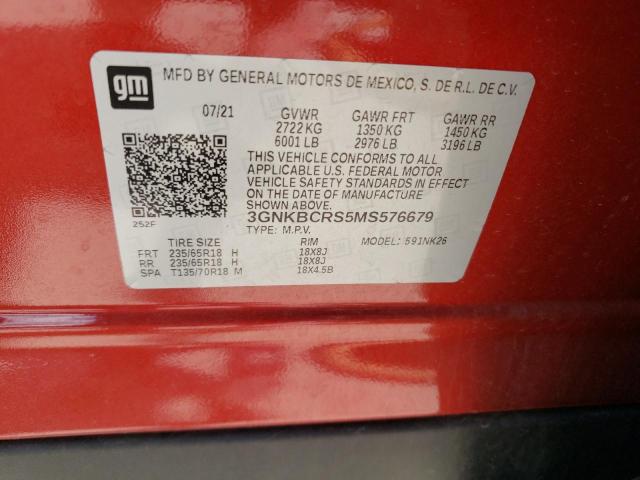 gm MFD BY GENERAL MOTORS DE MEXICO, S. DE R.L. DE C.V.
07/21 GVWR GAWR FRT GAWR RR
2722 KG 1350 KG 1450 KG
6001 LB 2976 LB 3196 LB
THIS VEHICLE CONFORMS TO ALL
APPLICABLE U.S. FEDERAL MOTOR
VEHICLE SAFETY STANDARDS IN EFFECT
ON THE DATE OF MANUFACTURE
SHOWN ABOVE.
3GNKBCRS5MS576679
252F
TYPE: M.P.V. MODEL: 591NK26
TIRE SIZE RIM
FRT 235/65R18 H 18X8J
RR 235/65R18 H 18X8J
SPA T135/70R18 M 18X4.5B